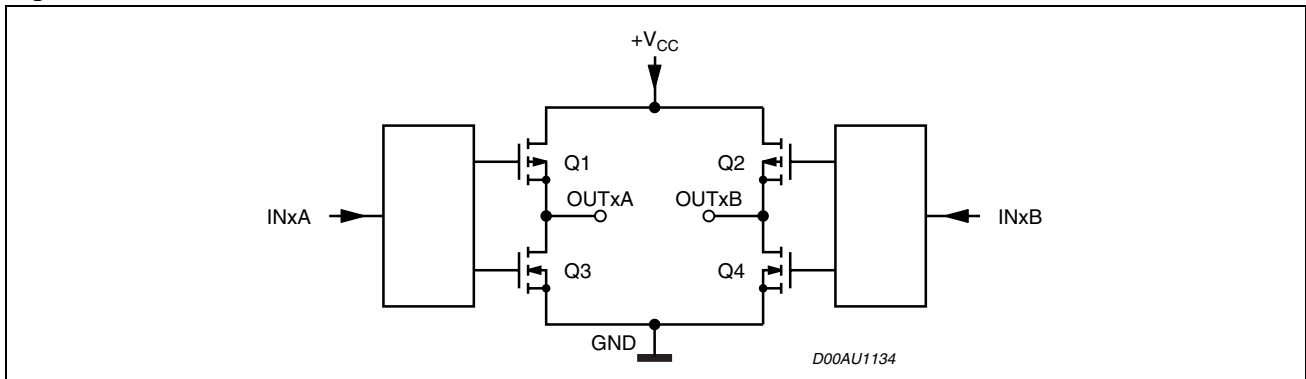 +VCC
Q1
Q2
OUTxA
OUTxB
INxA
INxB
Q3
Q4
GND
D00AU1134